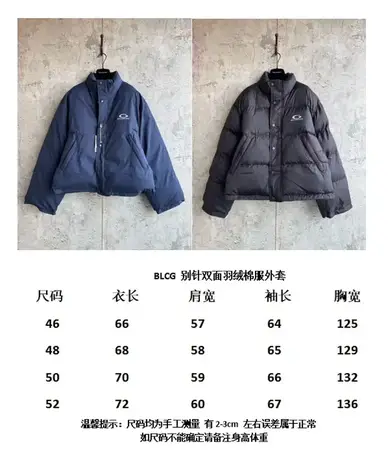 BLCG 别针双面羽绒棉服外套
尺码 衣长 肩宽 袖长 胸宽
46 66 57 64 125
48 68 58 65 129
50 70 59 66 132
52 72 60 67 136
温馨提示：尺码均为手工测量 有2-3cm 左右误差属于正常
如尺码不能确定请备注身高体重